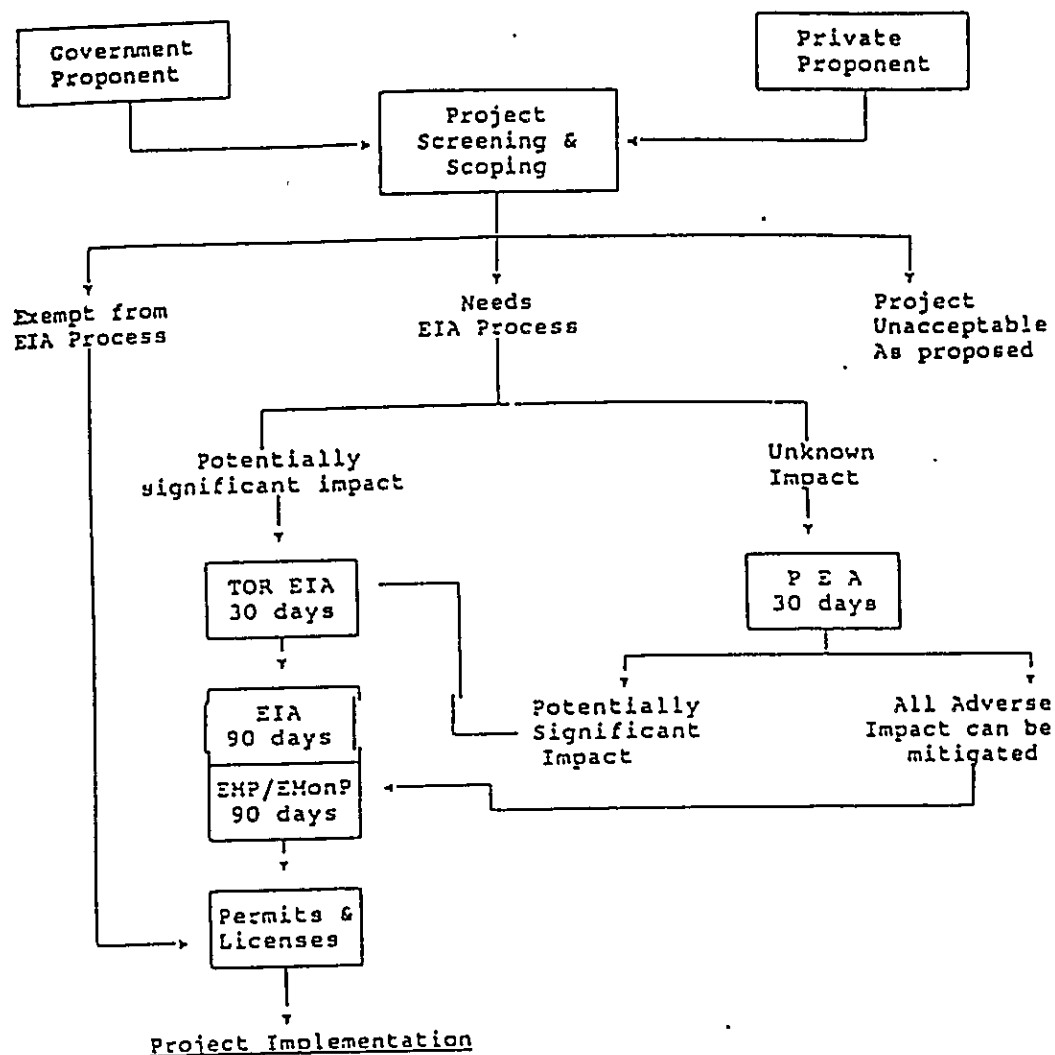 Government
Proponent
Private
Proponent
Project
Screening &
Scoping
Exempt from
EIA Process
Needs
EIA Process
Project
Unacceptable
As proposed
Potentially
significant impact
Unknown
Impact
TOR EIA
30 days
P E A
30 days
EIA
90 days
Potentially
Significant
Impact
All Adverse
Impact can be
mitigated
EMP/EMonP
90 days
Permits &
Licenses
Project Implementation